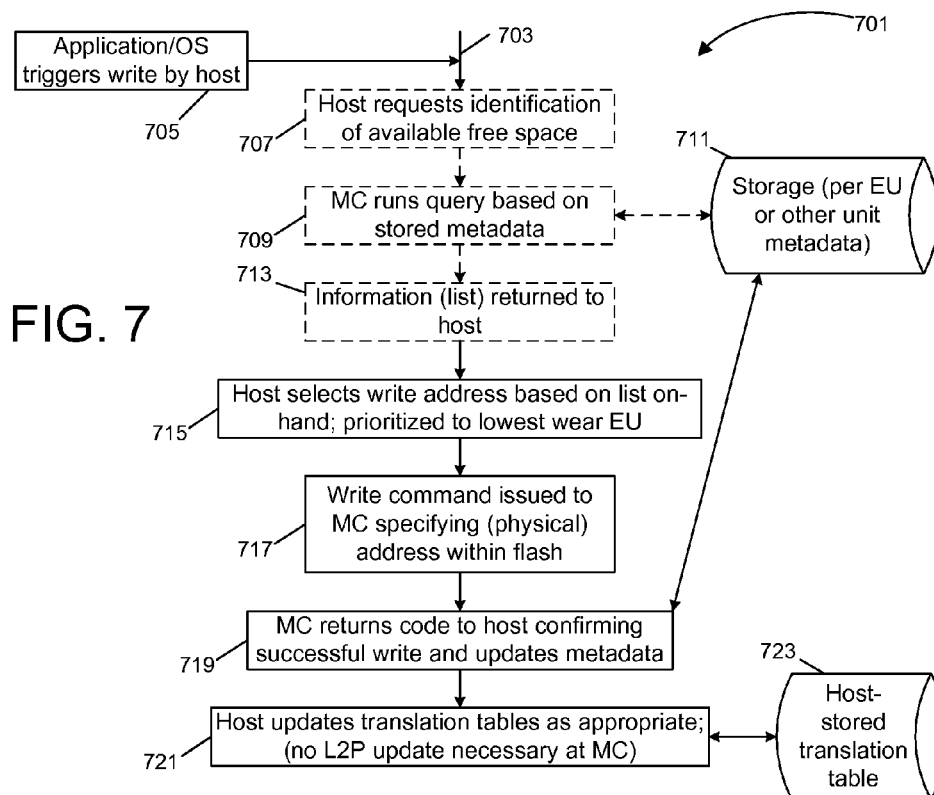 703
701
Application/OS
triggers write by host
705
Host requests identification
of available free space
707
711
Storage (per EU
or other unit
metadata)
MC runs query based on
stored metadata
709
713
Information (list) returned to
host
FIG. 7
Host selects write address based on list on-
hand; prioritized to lowest wear EU
715
Write command issued to
MC specifying (physical)
address within flash
717
MC returns code to host confirming
successful write and updates metadata
719
723
Host-
stored
translation
table
Host updates translation tables as appropriate;
(no L2P update necessary at MC)
721